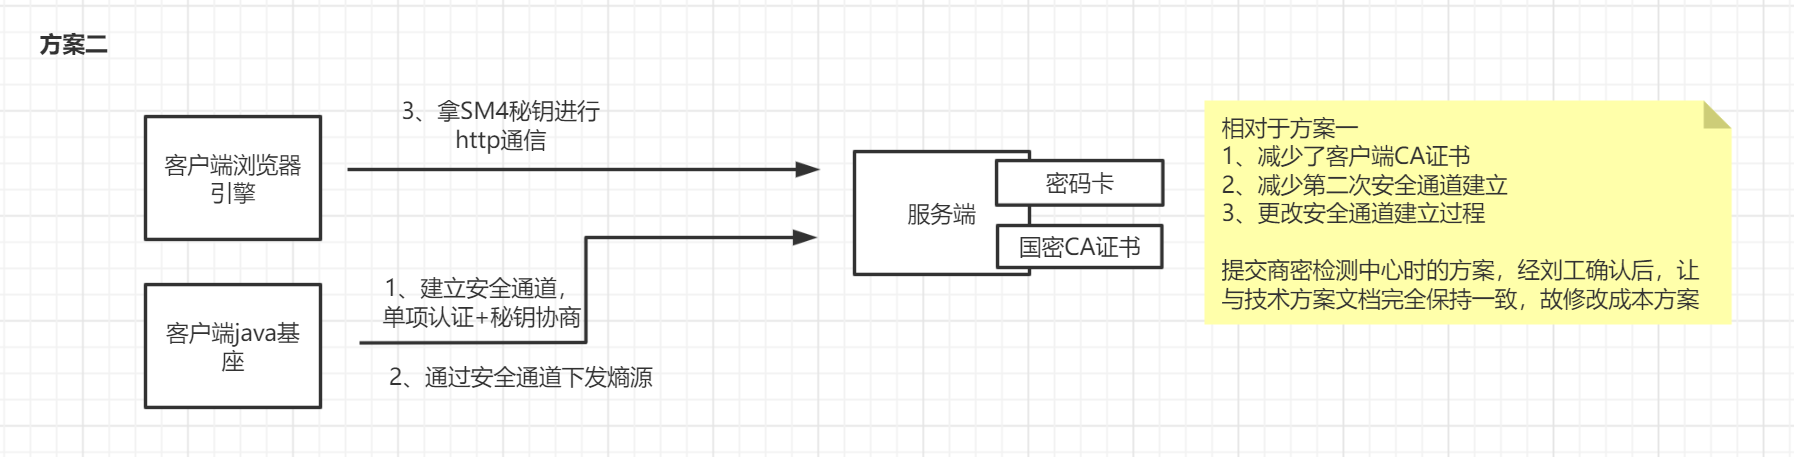 方案二
3、拿SM4秘钥进行
http通信
客户端浏览器
引擎
1、建立安全通道，
单项认证+秘钥协商
客户端java基
座
2、通过安全通道下发熵源
服务端
密码卡
国密CA证书
相对于方案一
1、减少了客户端CA证书
2、减少第二次安全通道建立
3、更改安全通道建立过程
提交商密检测中心时的方案，经刘工确认后，让
与技术方案文档完全保持一致，故修改成本方案